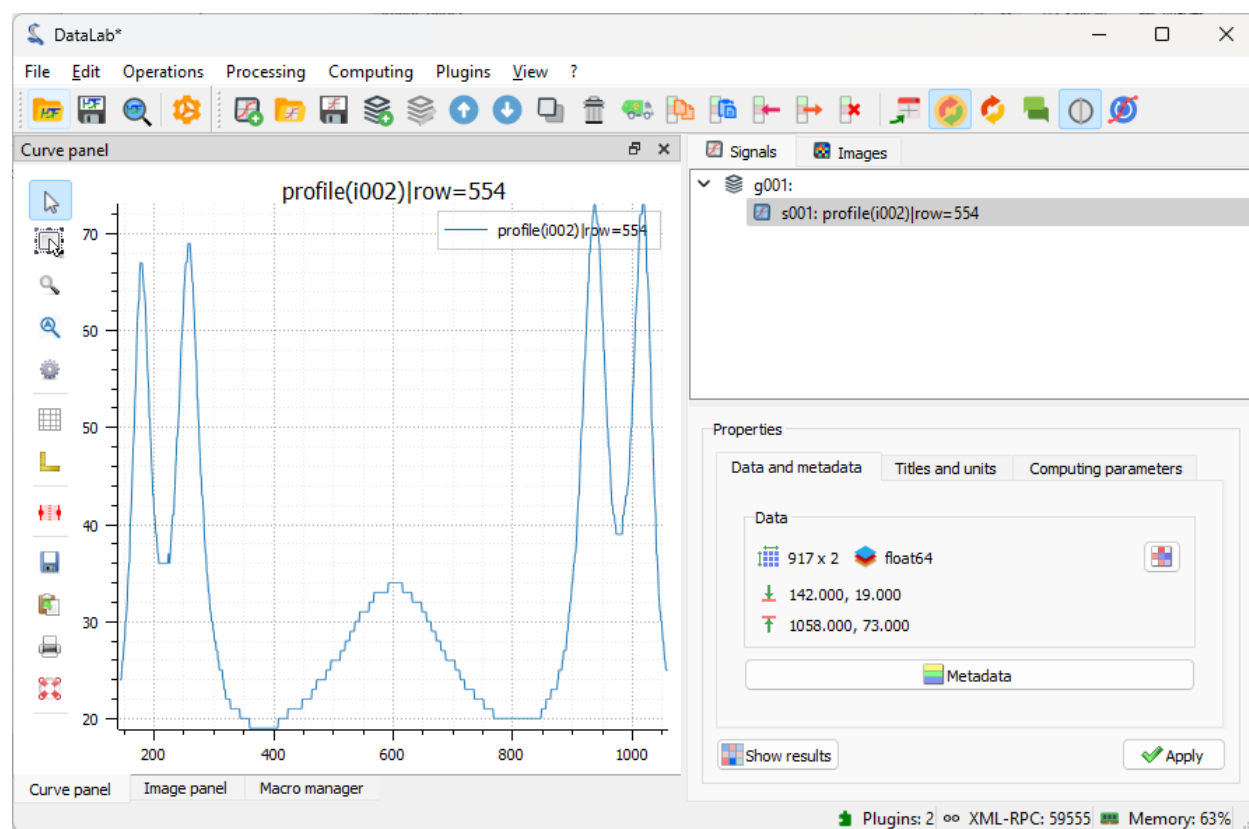 DataLab*
File Edit Operations Processing Computing Plugins View ?
Curve panel
profile(i002)|row=554
profile(i002)|row=554
70
50
50
40
30
20
200 400 600 800 1000
Curve panel Image panel Macro manager
Signals Images
g001:
s001: profile(i002)|row=554
Properties
Data and metadata Titles and units Computing parameters
Data
917 x 2 float64
142.000, 19.000
1058.000, 73.000
Metadata
Show results Apply
Plugins: 2 XML-RPC: 59555 Memory: 63%